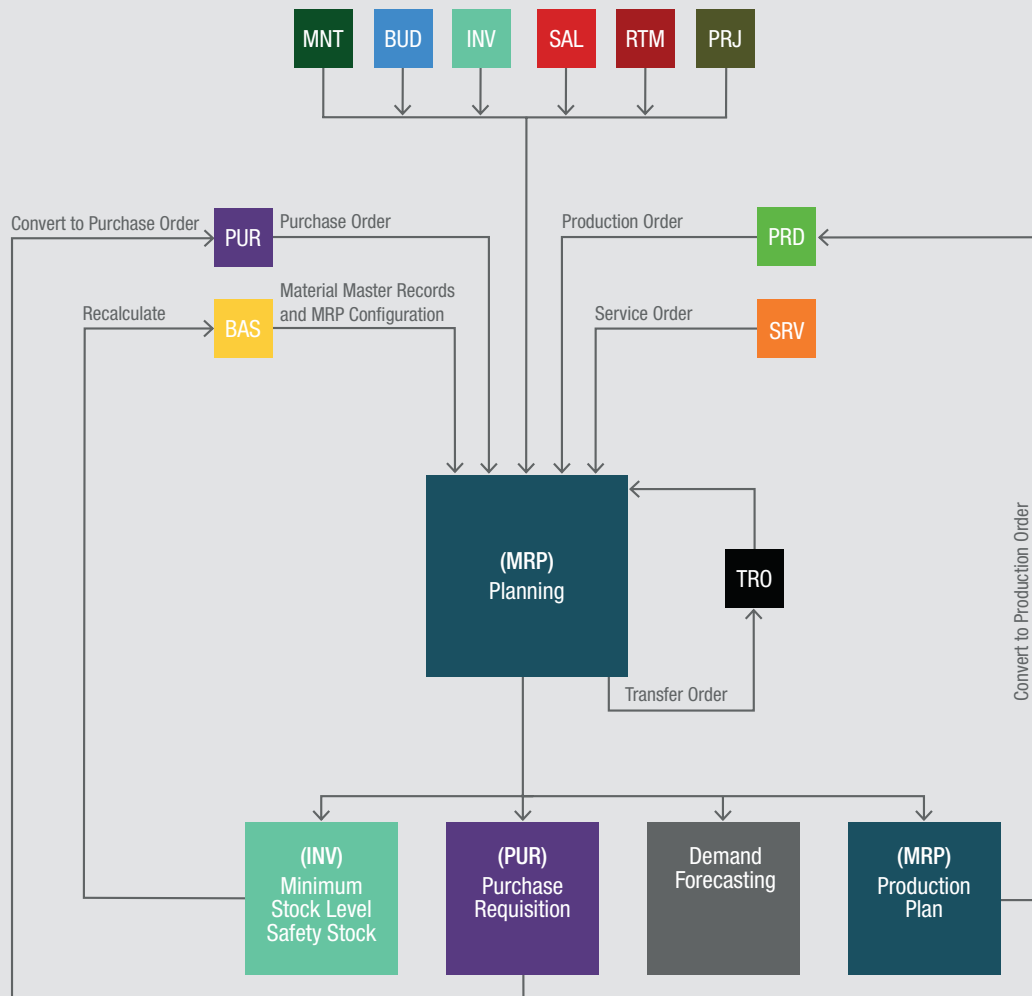 MNT
BUD
INV
SAL
RTM
PRJ
Convert to Purchase Order
PUR
Purchase Order
Production Order
PRD
Recalculate
BAS
Material Master Records
and MRP Configuration
Service Order
SRV
(MRP)
Planning
TRO
Transfer Order
Convert to Production Order
(INV)
Minimum
Stock Level
Safety Stock
(PUR)
Purchase
Requisition
Demand
Forecasting
(MRP)
Production
Plan